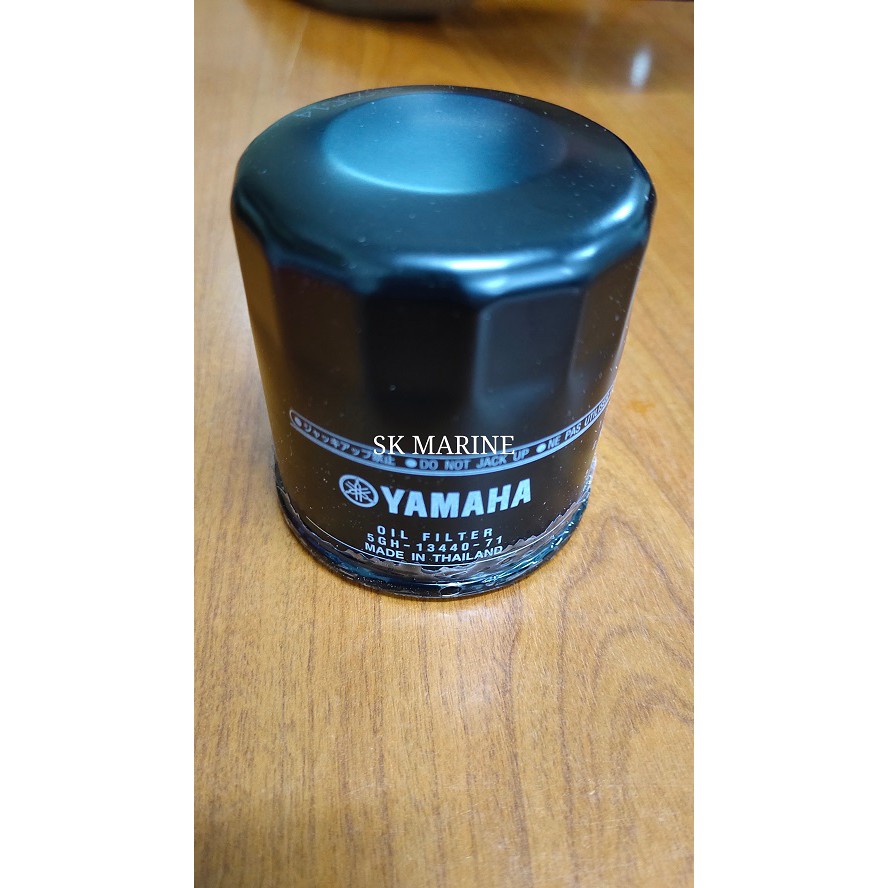 ●ジャッキアップ禁止 ●DO NOT JACK UP ●NE PAS UTILISER
SK MARINE
YAMAHA
OIL FILTER
5GH-13440-71
MADE IN THAILAND